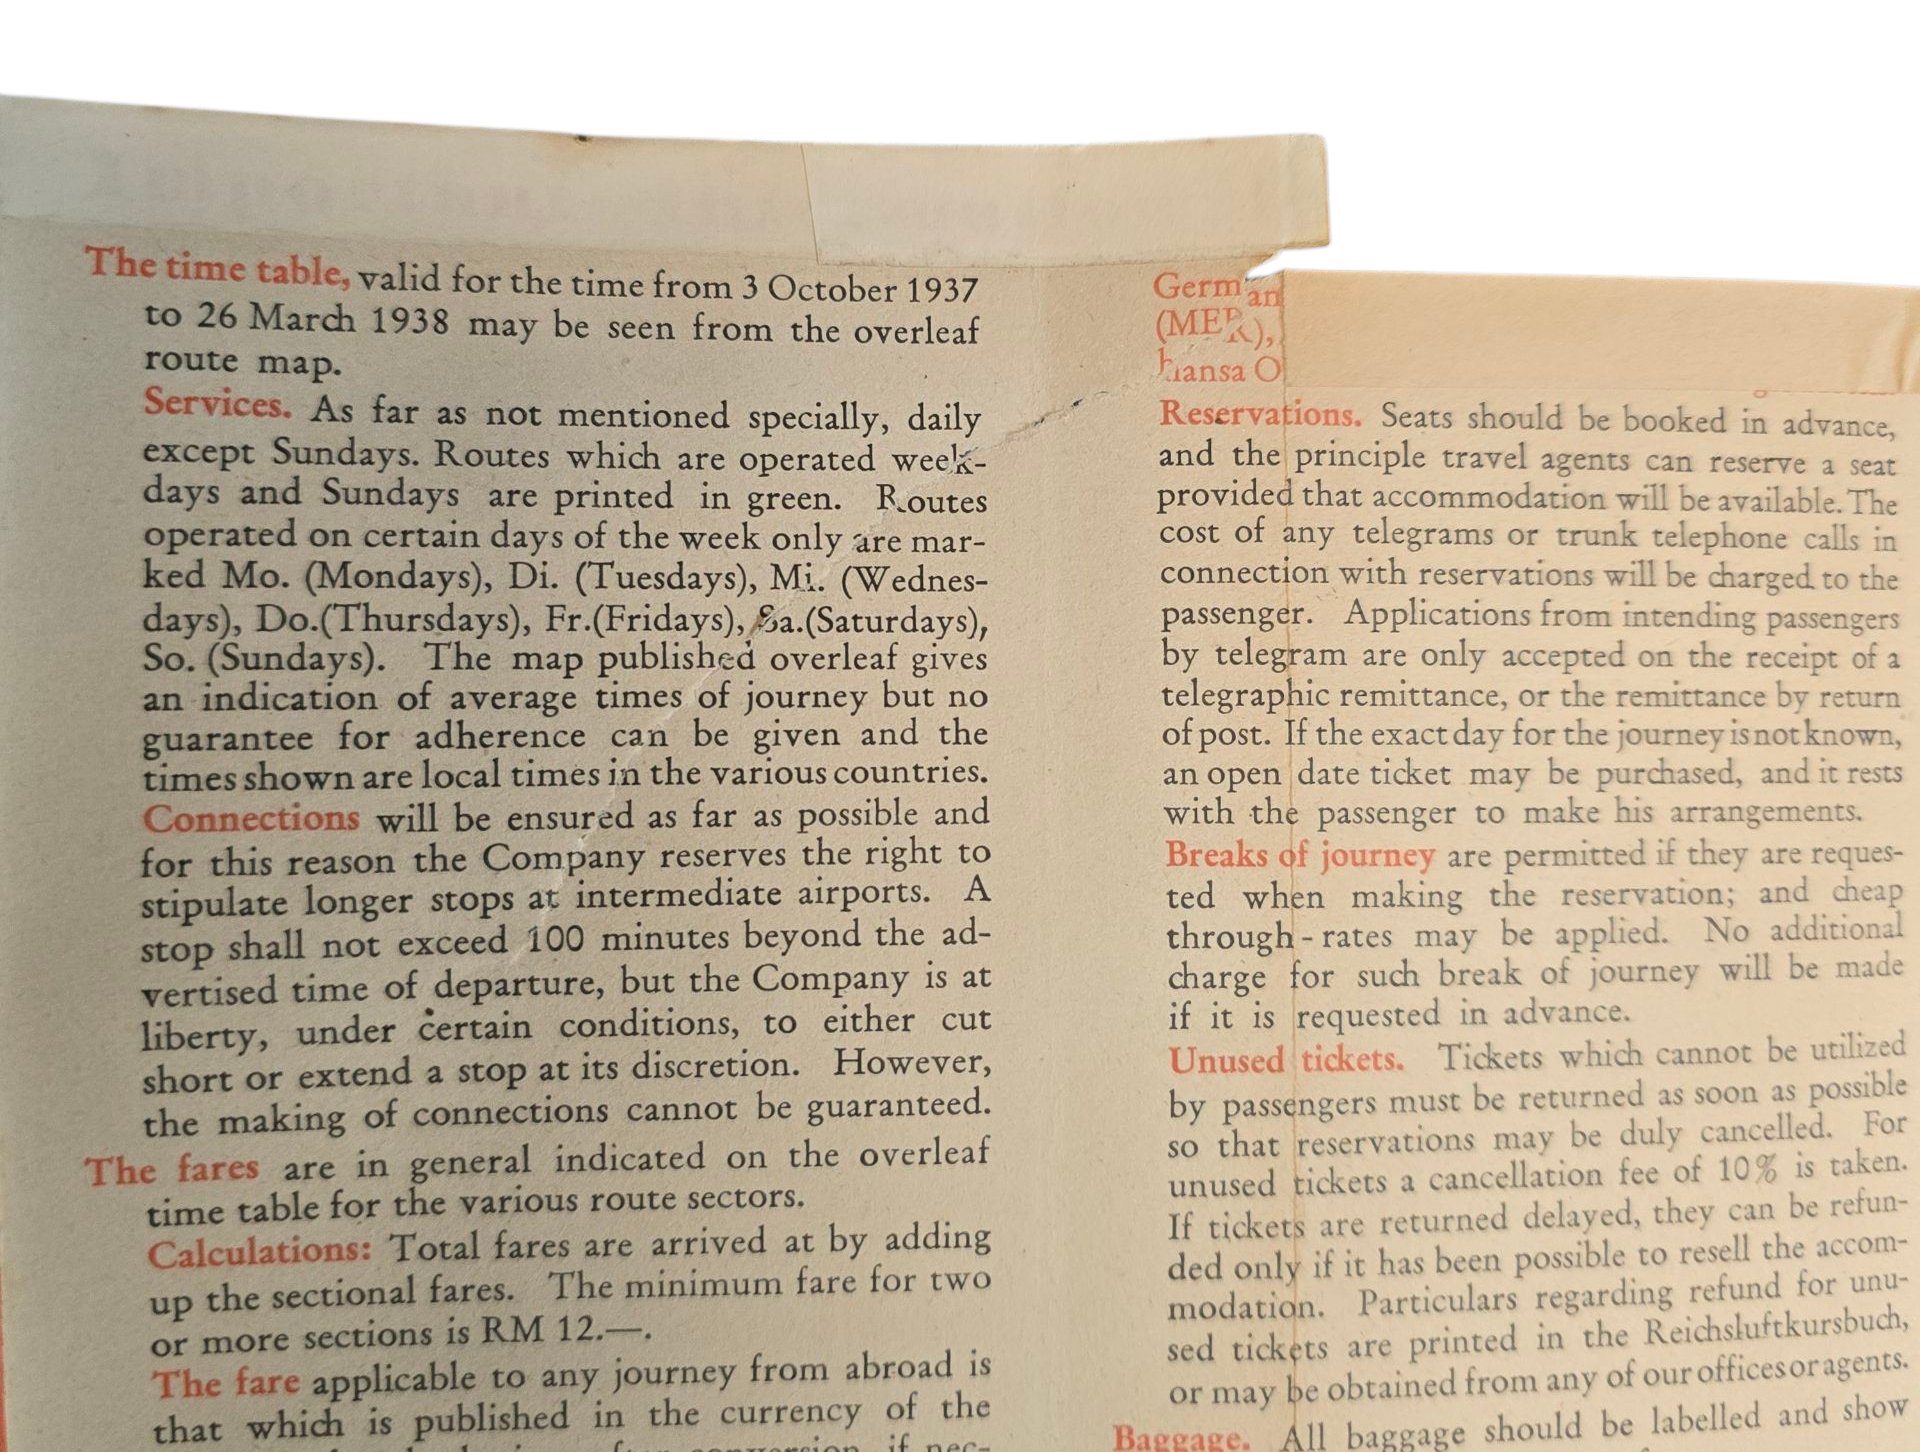 The time table, valid for the time from 3 October 1937
to 26 March 1938 may be seen from the overleaf
route map.
Services. As far as not mentioned specially, daily
except Sundays. Routes which are operated week-
days and Sundays are printed in green. Routes
operated on certain days of the week only are mar-
ked Mo. (Mondays), Di. (Tuesdays), Mi. (Wednes-
days), Do.(Thursdays), Fr.(Fridays), Sa.(Saturdays),
So. (Sundays). The map published overleaf gives
an indication of average times of journey but no
guarantee for adherence can be given and the
times shown are local times in the various countries.
Connections will be ensured as far as possible and
for this reason the Company reserves the right to
stipulate longer stops at intermediate airports. A
stop shall not exceed 100 minutes beyond the ad-
vertised time of departure, but the Company is at
liberty, under certain conditions, to either cut
short or extend a stop at its discretion. However,
the making of connections cannot be guaranteed.
The fares are in general indicated on the overleaf
time table for the various route sectors.
Calculations: Total fares are arrived at by adding
up the sectional fares. The minimum fare for two
or more sections is RM 12.—.
The fare applicable to any journey from abroad is
that which is published in the currency of the
conversion, if nec-
German
(MER),
hansa O
Reservations. Seats should be booked in advance,
and the principle travel agents can reserve a seat
provided that accommodation will be available. The
cost of any telegrams or trunk telephone calls in
connection with reservations will be charged to the
passenger. Applications from intending passengers
by telegram are only accepted on the receipt of a
telegraphic remittance, or the remittance by return
of post. If the exact day for the journey is not known,
an open date ticket may be purchased, and it rests
with the passenger to make his arrangements.
Breaks of journey are permitted if they are reques-
ted when making the reservation; and cheap
through-rates may be applied. No additional
charge for such break of journey will be made
if it is requested in advance.
Unused tickets. Tickets which cannot be utilized
by passengers must be returned as soon as possible
so that reservations may be duly cancelled. For
unused tickets a cancellation fee of 10% is taken.
If tickets are returned delayed, they can be refun-
ded only if it has been possible to resell the accom-
modation. Particulars regarding refund for unu-
sed tickets are printed in the Reichsluftkursbuch,
or may be obtained from any of our offices or agents.
Baggage. All baggage should be labelled and show